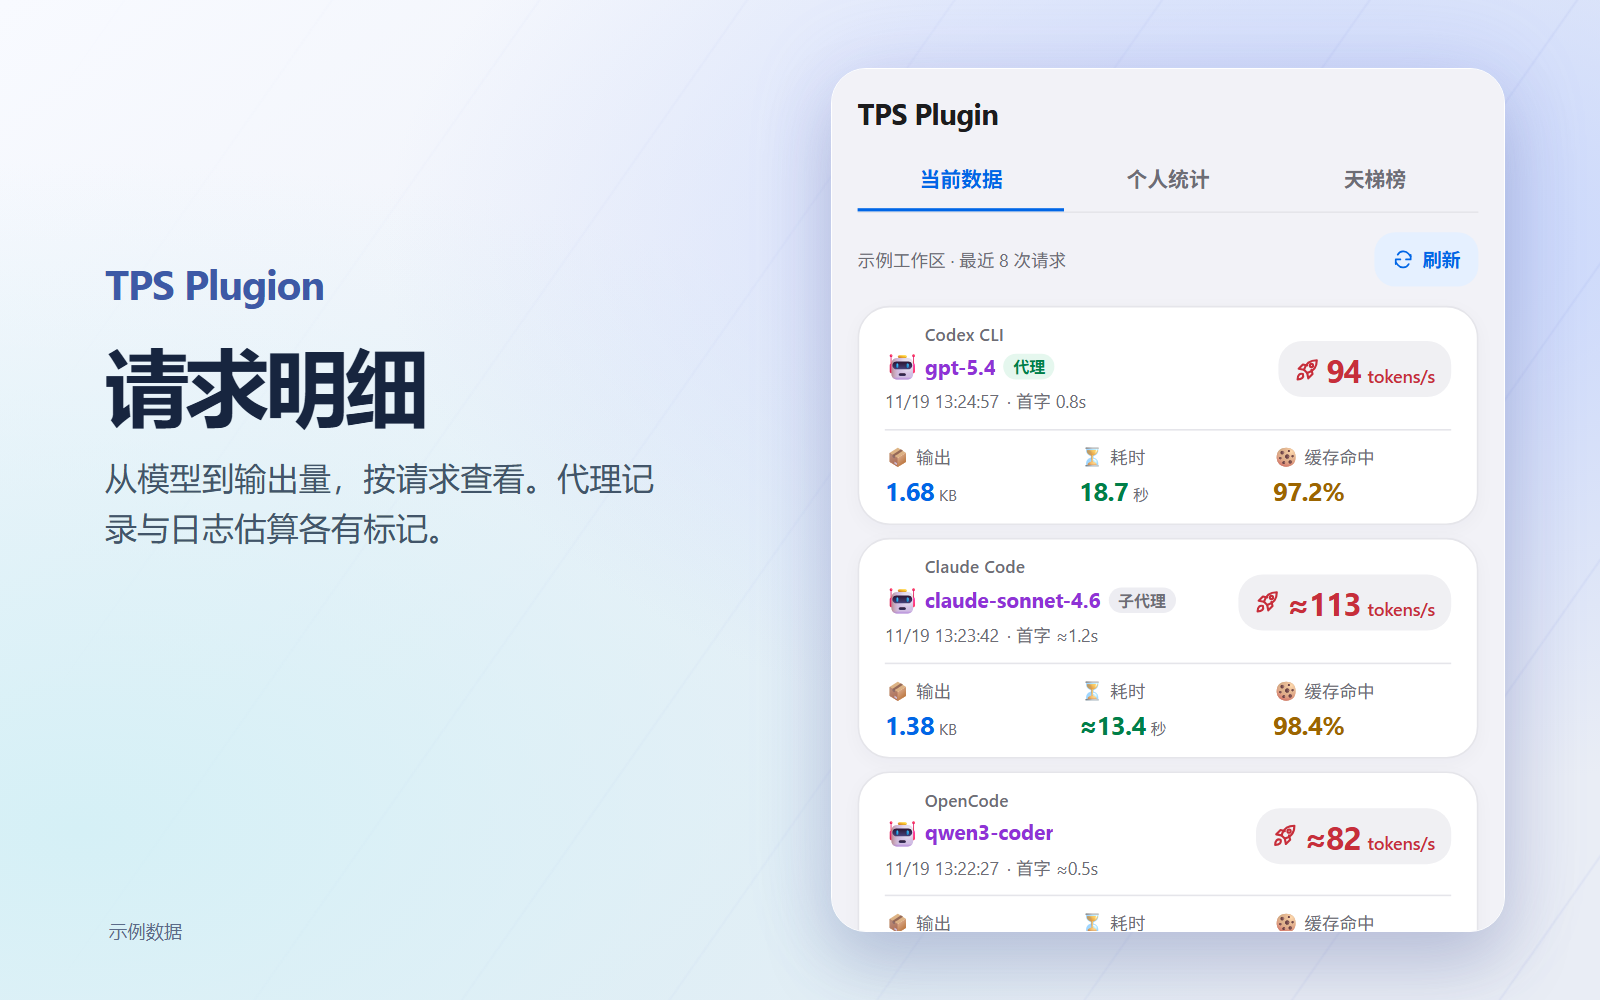 TPS Plugion
请求明细
从模型到输出量，按请求查看。代理记
录与日志估算各有标记。
示例数据
TPS Plugin
当前数据 个人统计 天梯榜
示例工作区 · 最近 8 次请求 刷新
Codex CLI
gpt-5.4 代理 94 tokens/s
11/19 13:24:57 · 首字 0.8s
输出 耗时 缓存命中
1.68 KB 18.7 秒 97.2%
Claude Code
claude-sonnet-4.6 子代理 ≈113 tokens/s
11/19 13:23:42 · 首字 ≈1.2s
输出 耗时 缓存命中
1.38 KB ≈13.4 秒 98.4%
OpenCode
qwen3-coder ≈82 tokens/s
11/19 13:22:27 · 首字 ≈0.5s
输出 耗时 缓存命中